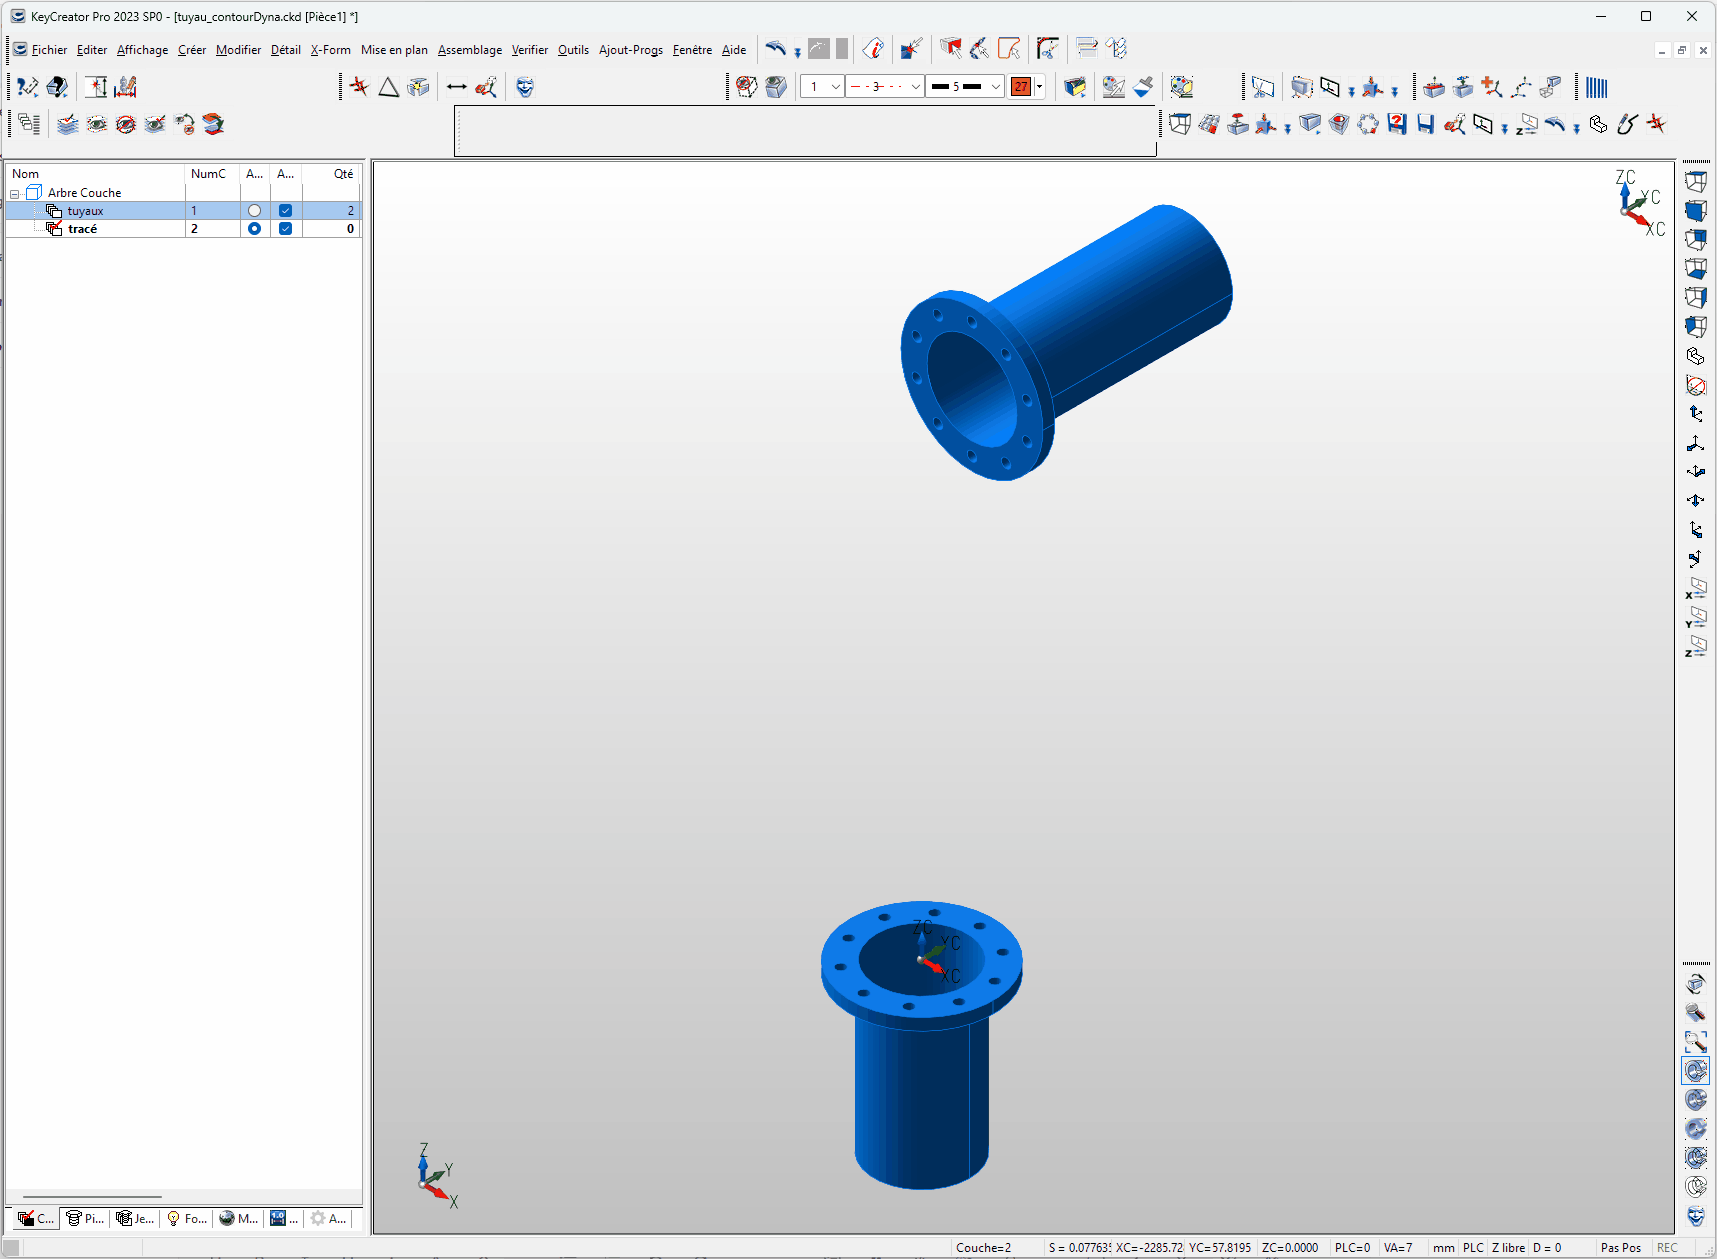 KeyCreator Pro 2023 SP0 - [tuyau_contourDyna.ckd [Pièce1] *]
Fichier Editer Affichage Créer Modifier Détail X-Form Mise en plan Assemblage Verifier Outils Ajout-Progs Fenêtre Aide
1 3 5 27
Nom NumC A... A... Qté
Arbre Couche
tuyaux 1 2
tracé 2 0
ZC
YC
XC
ZC
YC
XC
Z
Y
X
X
Y
Z
C... Pi... Je... Fo... M... 1.0 ... A...
Couche=2 S = 0.07763 XC=-2285.72 YC=57.8195 ZC=0.0000 PLC=0 VA=7 mm PLC Z libre D = 0 Pas Pos REC